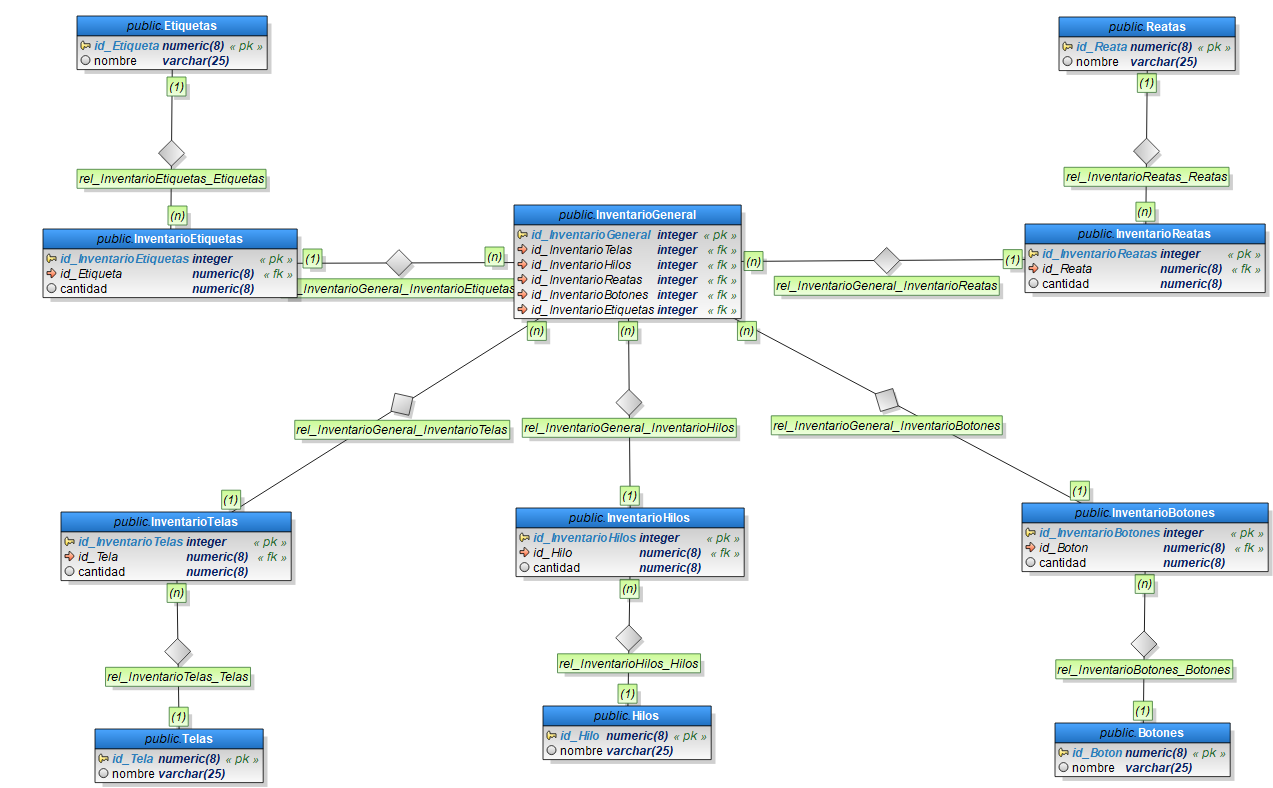 public.Etiquetas
id_Etiqueta numeric(8) « pk »
nombre varchar(25)
(1)
rel_InventarioEtiquetas_Etiquetas
(n)
public.InventarioEtiquetas
id_InventarioEtiquetas integer « pk »
id_Etiqueta numeric(8) « fk »
cantidad numeric(8)
(1)
(n)
_InventarioGeneral_InventarioEtiquetas
public.InventarioGeneral
id_InventarioGeneral integer « pk »
id_InventarioTelas integer « fk »
id_InventarioHilos integer « fk »
id_InventarioReatas integer « fk »
id_InventarioBotones integer « fk »
id_InventarioEtiquetas integer « fk »
(n)
(1)
rel_InventarioGeneral_InventarioReatas
public.Reatas
id_Reata numeric(8) « pk »
nombre varchar(25)
(1)
rel_InventarioReatas_Reatas
(n)
public.InventarioReatas
id_InventarioReatas integer « pk »
id_Reata numeric(8) « fk »
cantidad numeric(8)
(n)
(n)
(n)
rel_InventarioGeneral_InventarioTelas
rel_InventarioGeneral_InventarioHilos
rel_InventarioGeneral_InventarioBotones
(1)
(1)
(1)
public.InventarioTelas
id_InventarioTelas integer « pk »
id_Tela numeric(8) « fk »
cantidad numeric(8)
(n)
rel_InventarioTelas_Telas
(1)
public.Telas
id_Tela numeric(8) « pk »
nombre varchar(25)
public.InventarioHilos
id_InventarioHilos integer « pk »
id_Hilo numeric(8) « fk »
cantidad numeric(8)
(n)
rel_InventarioHilos_Hilos
(1)
public.Hilos
id_Hilo numeric(8) « pk »
nombre varchar(25)
public.InventarioBotones
id_InventarioBotones integer « pk »
id_Boton numeric(8) « fk »
cantidad numeric(8)
(n)
rel_InventarioBotones_Botones
(1)
public.Botones
id_Boton numeric(8) « pk »
nombre varchar(25)